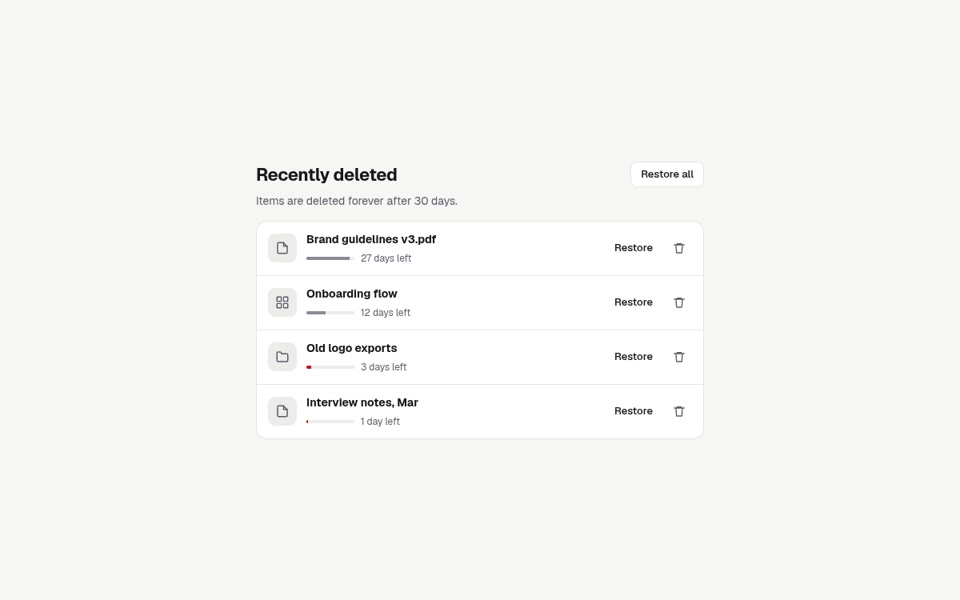 Recently deleted
Restore all
Items are deleted forever after 30 days.
Brand guidelines v3.pdf
27 days left
Restore
Onboarding flow
12 days left
Restore
Old logo exports
3 days left
Restore
Interview notes, Mar
1 day left
Restore